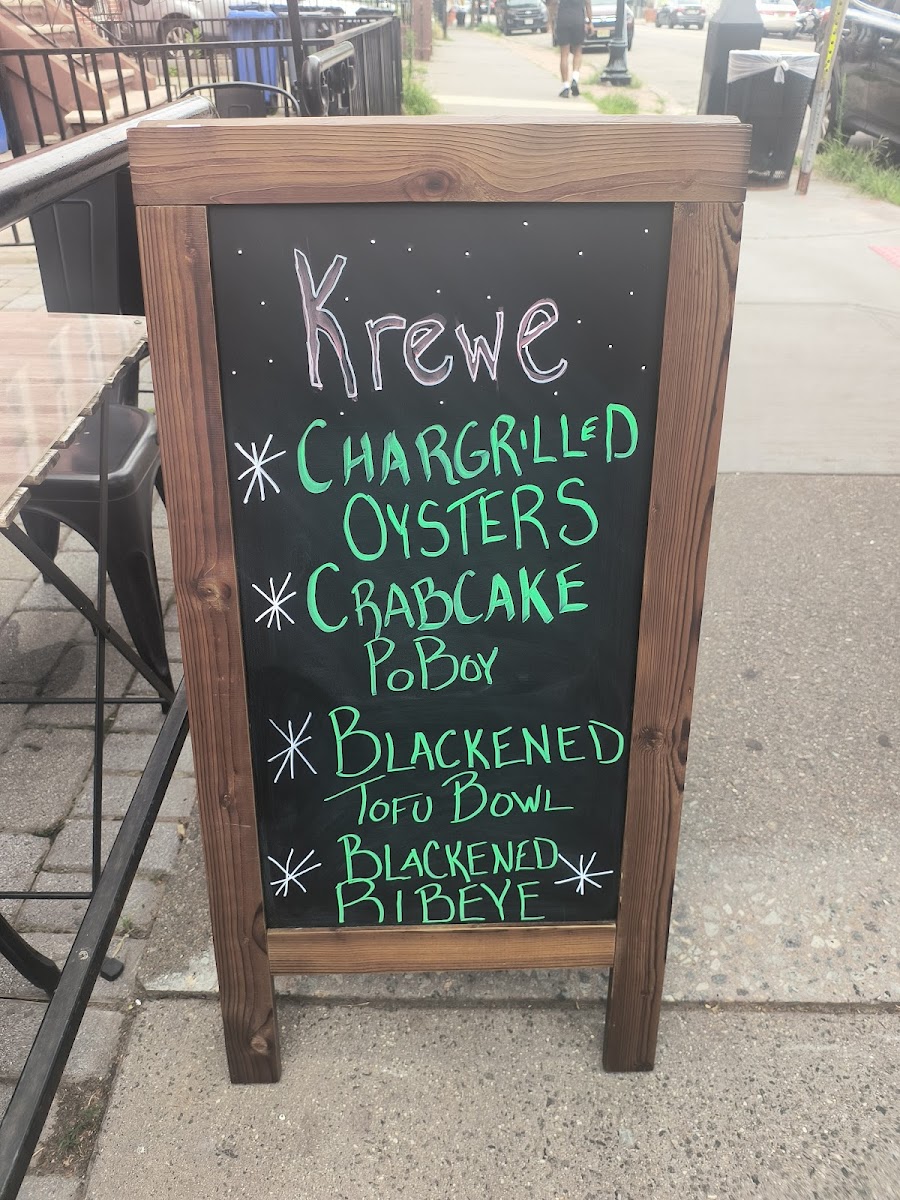 Krewe
* CHARGRILLED
OYSTERS
* CRABCAKE
POBOY
* BLACKENED
TOFU BOWL
* BLACKENED *
RIBEYE